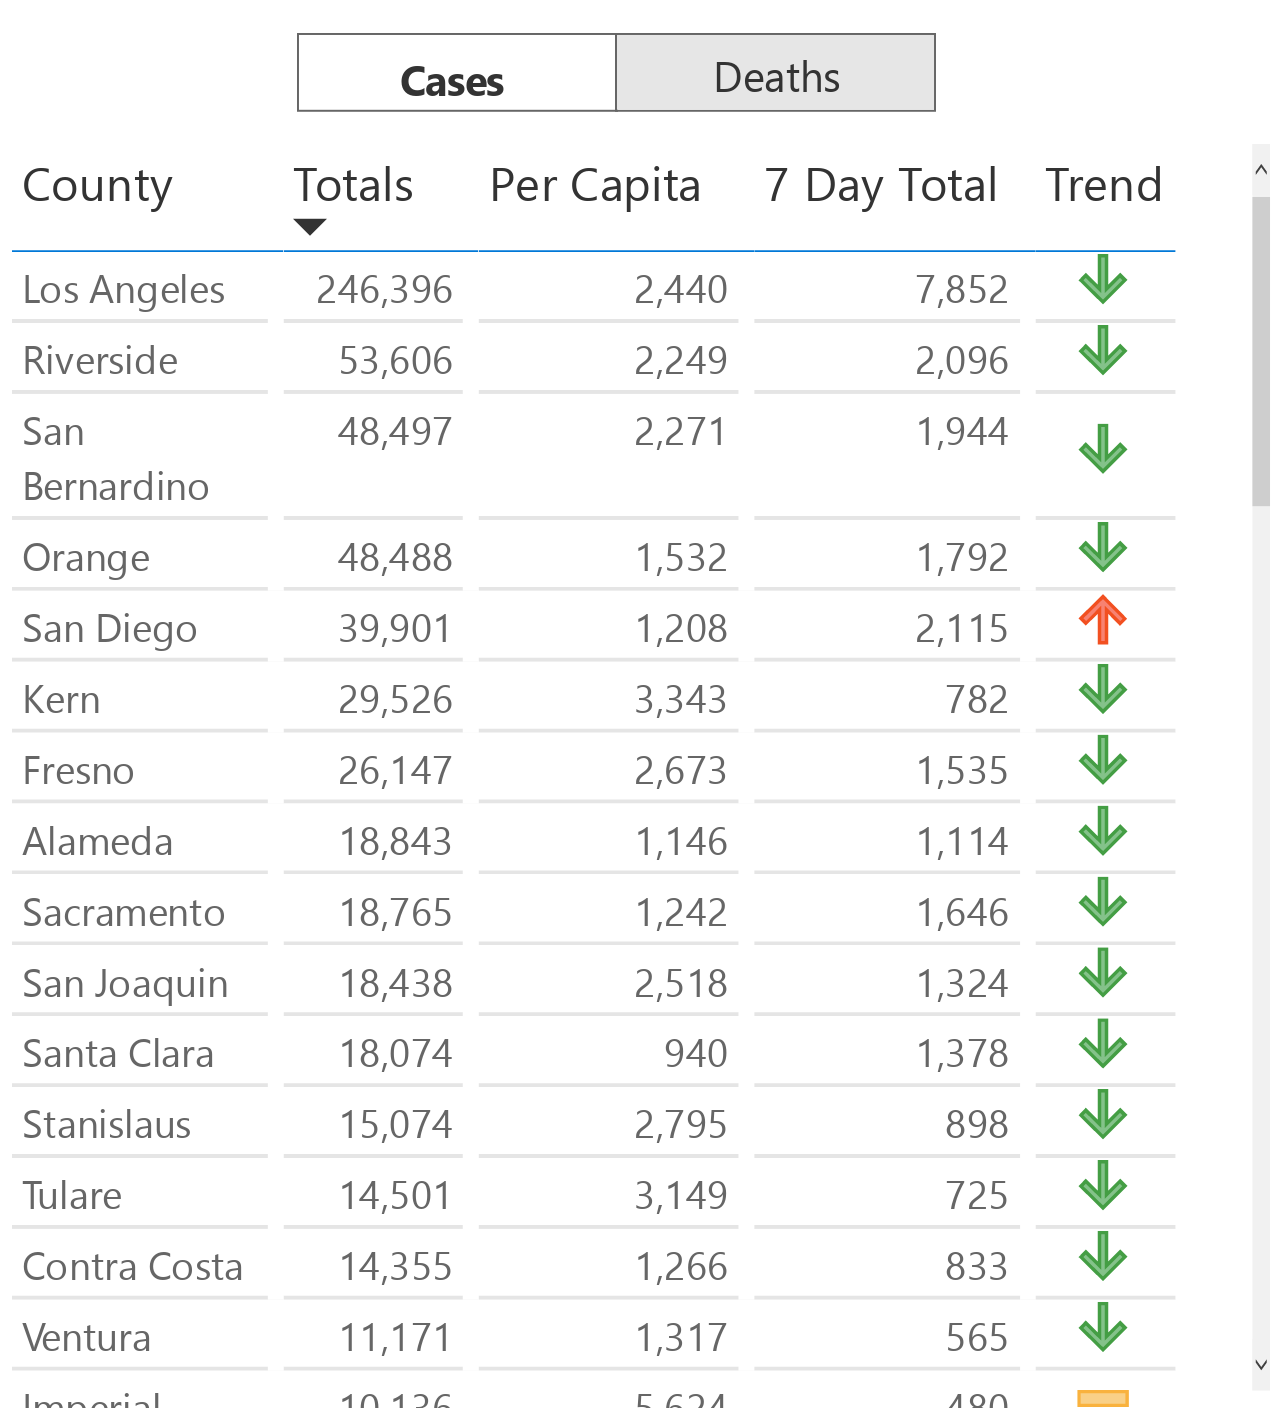 Cases Deaths
County Totals Per Capita 7 Day Total Trend
Los Angeles 246,396 2,440 7,852
Riverside 53,606 2,249 2,096
San 48,497 2,271 1,944
Bernardino
Orange 48,488 1,532 1,792
San Diego 39,901 1,208 2,115
Kern 29,526 3,343 782
Fresno 26,147 2,673 1,535
Alameda 18,843 1,146 1,114
Sacramento 18,765 1,242 1,646
San Joaquin 18,438 2,518 1,324
Santa Clara 18,074 940 1,378
Stanislaus 15,074 2,795 898
Tulare 14,501 3,149 725
Contra Costa 14,355 1,266 833
Ventura 11,171 1,317 565
Imperial 10,136 5,624 480